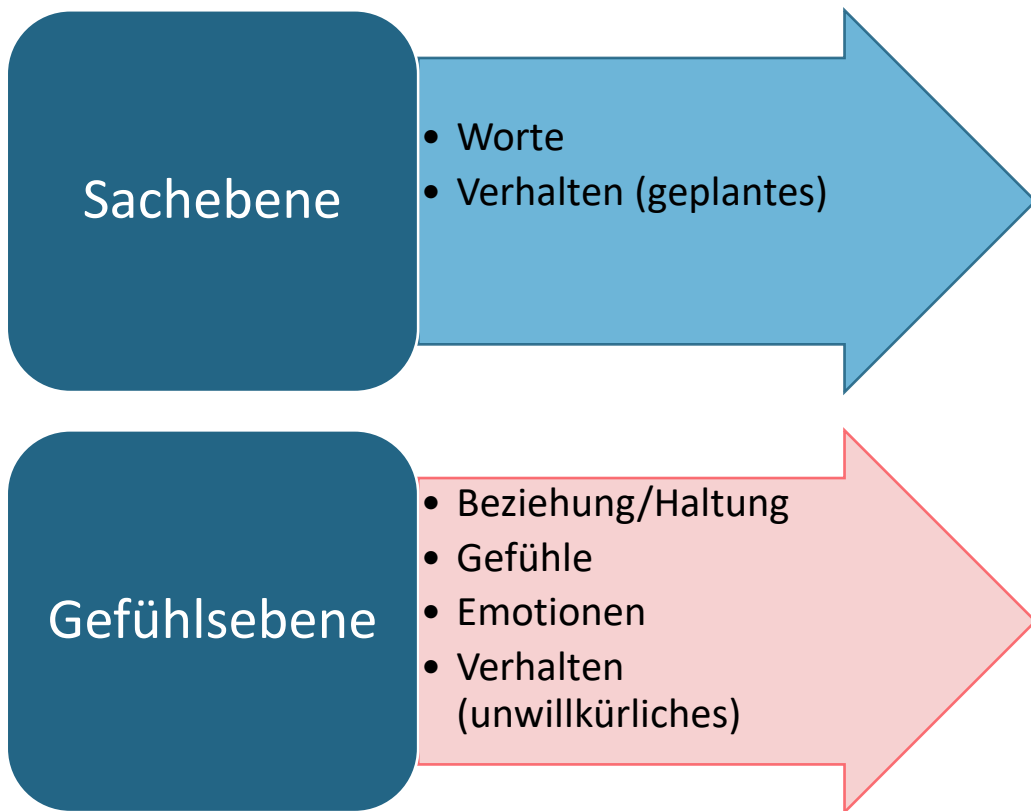 Sachebene
• Worte
• Verhalten (geplantes)
Gefühlsebene
• Beziehung/Haltung
• Gefühle
• Emotionen
• Verhalten
(unwillkürliches)